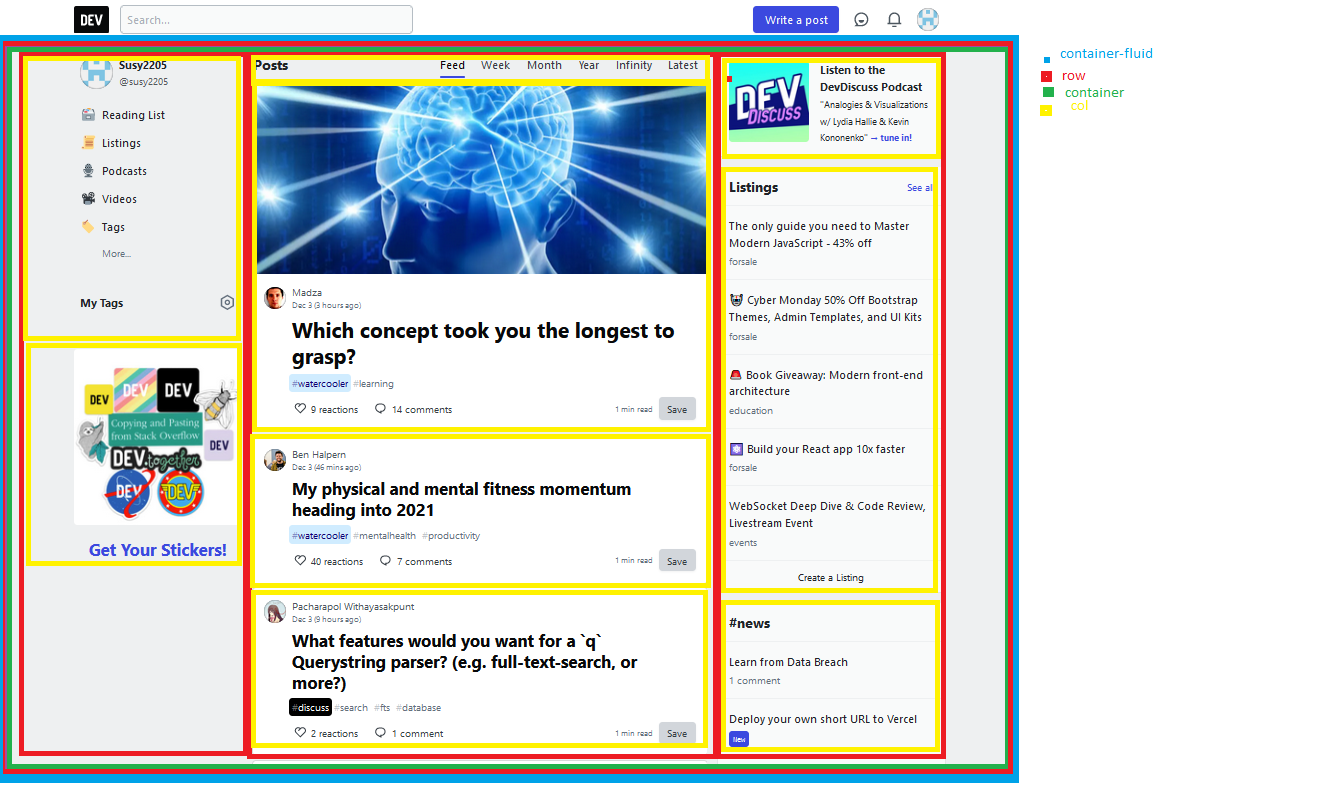 DEV
Search...
Write a post
container-fluid
row
container
col
Susy2205
@susy2205
Reading List
Listings
Podcasts
Videos
Tags
More...
My Tags
DEV
DEV
DEV
Copying and Pasting
from Stack Overflow
DEV
DEV.together
DEV
DEV
Get Your Stickers!
Posts
Feed Week Month Year Infinity Latest
Madza
Dec 3 (3 hours ago)
Which concept took you the longest to
grasp?
#watercooler #learning
9 reactions 14 comments 1 min read Save
Ben Halpern
Dec 3 (46 mins ago)
My physical and mental fitness momentum
heading into 2021
#watercooler #mentalhealth #productivity
40 reactions 7 comments 1 min read Save
Pacharapol Withayasakpunt
Dec 3 (9 hours ago)
What features would you want for a `q`
Querystring parser? (e.g. full-text-search, or
more?)
#discuss #search #fts #database
2 reactions 1 comment 1 min read Save
DEV
DISCUSS
Listen to the
DevDiscuss Podcast
"Analogies & Visualizations
w/ Lydia Hallie & Kevin
Kononenko" → tune in!
Listings See all
The only guide you need to Master
Modern JavaScript - 43% off
forsale
Cyber Monday 50% Off Bootstrap
Themes, Admin Templates, and UI Kits
forsale
Book Giveaway: Modern front-end
architecture
education
Build your React app 10x faster
forsale
WebSocket Deep Dive & Code Review,
Livestream Event
events
Create a Listing
#news
Learn from Data Breach
1 comment
Deploy your own short URL to Vercel
New